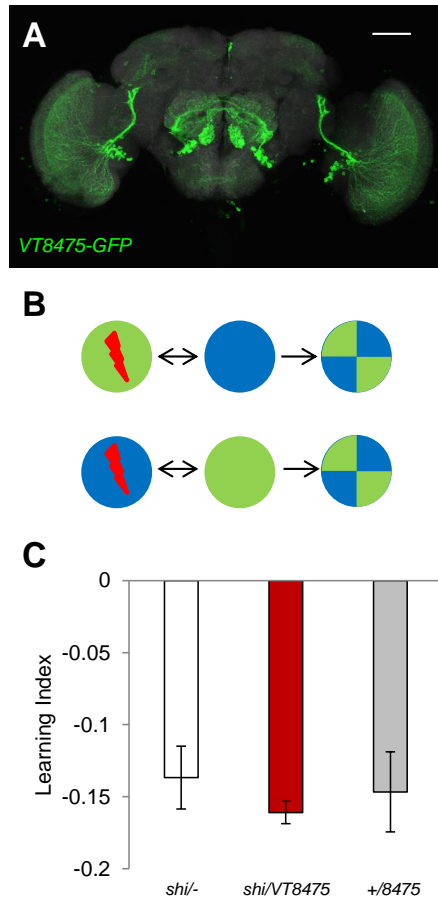 A
VT8475-GFP
B
C
0
-0.05
-0.1
-0.15
-0.2
Learning Index
shi/-
shi/VT8475
+/8475